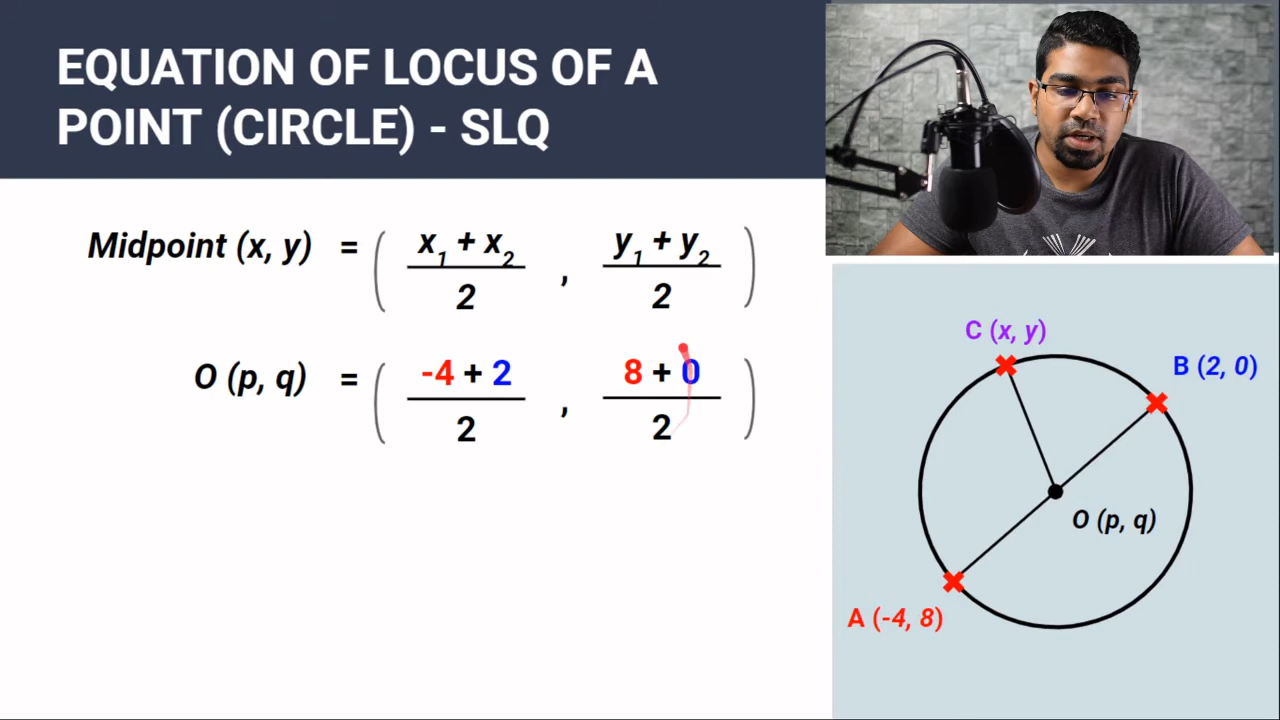 EQUATION OF LOCUS OF A
POINT (CIRCLE) - SLQ
Midpoint (x, y) = ( x₁ + x₂ / 2 , y₁ + y₂ / 2 )
O (p, q) = ( -4 + 2 / 2 , 8 + 0 / 2 )
C (x, y)
B (2, 0)
O (p, q)
A (-4, 8)